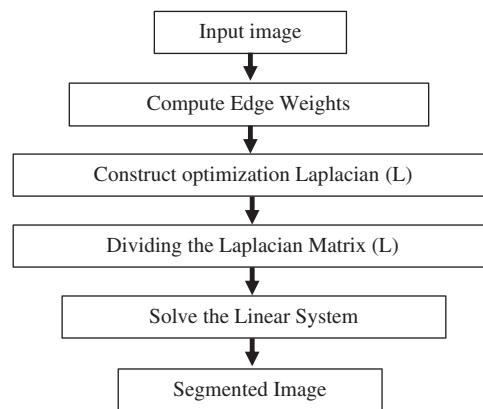 Input image
Compute Edge Weights
Construct optimization Laplacian (L)
Dividing the Laplacian Matrix (L)
Solve the Linear System
Segmented Image